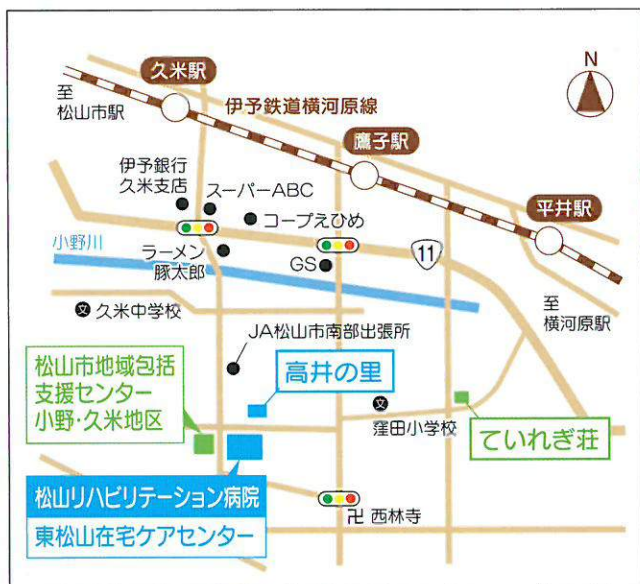 N
久米駅
至
松山市駅
伊予鉄道横河原線
鷹子駅
平井駅
伊予銀行
久米支店
スーパーABC
コープえひめ
小野川
ラーメン
豚太郎
GS
11
至
横河原駅
文 久米中学校
JA松山市南部出張所
松山市地域包括
支援センター
小野・久米地区
高井の里
文
窪田小学校
ていれぎ荘
松山リハビリテーション病院
東松山在宅ケアセンター
卍 西林寺